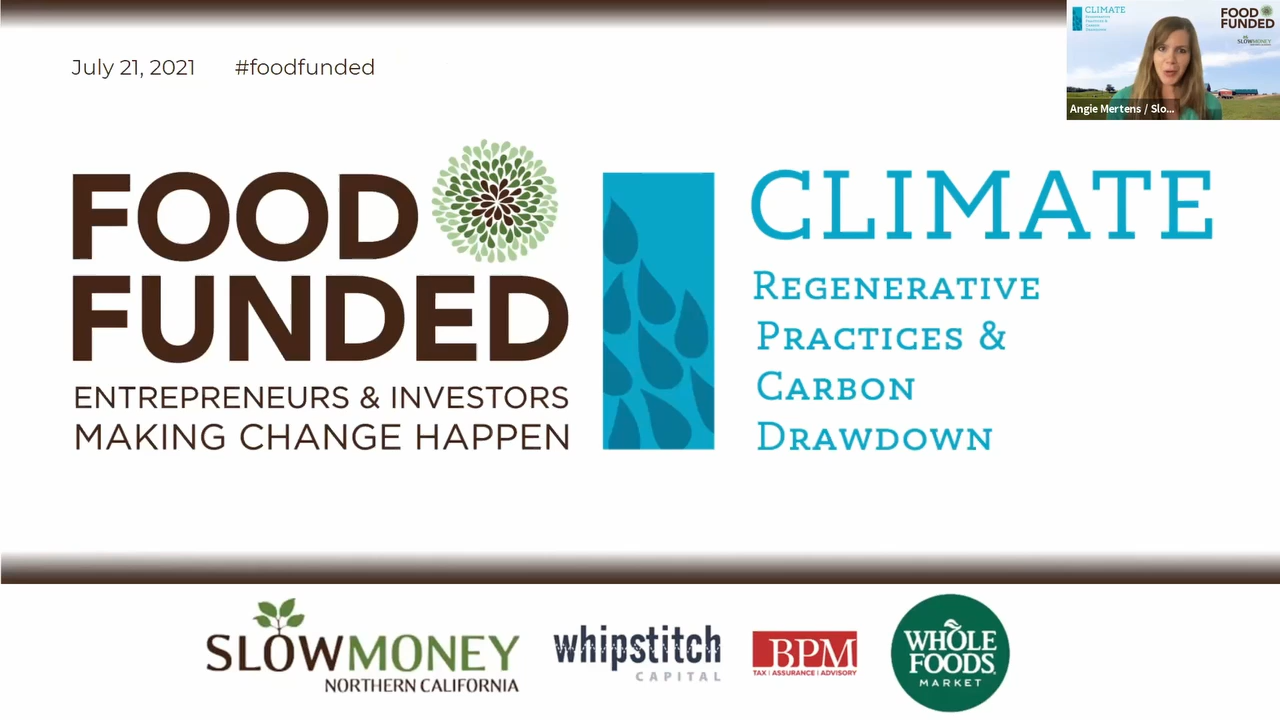 July 21, 2021 #foodfunded
CLIMATE
FOOD
FUNDED
SLOWMONEY
Angie Mertens / Slo...
FOOD
FUNDED
ENTREPRENEURS & INVESTORS
MAKING CHANGE HAPPEN
CLIMATE
REGENERATIVE
PRACTICES &
CARBON
DRAWDOWN
SLOWMONEY
NORTHERN CALIFORNIA
whipstitch
CAPITAL
BPM
TAX | ASSURANCE | ADVISORY
WHOLE
FOODS
MARKET